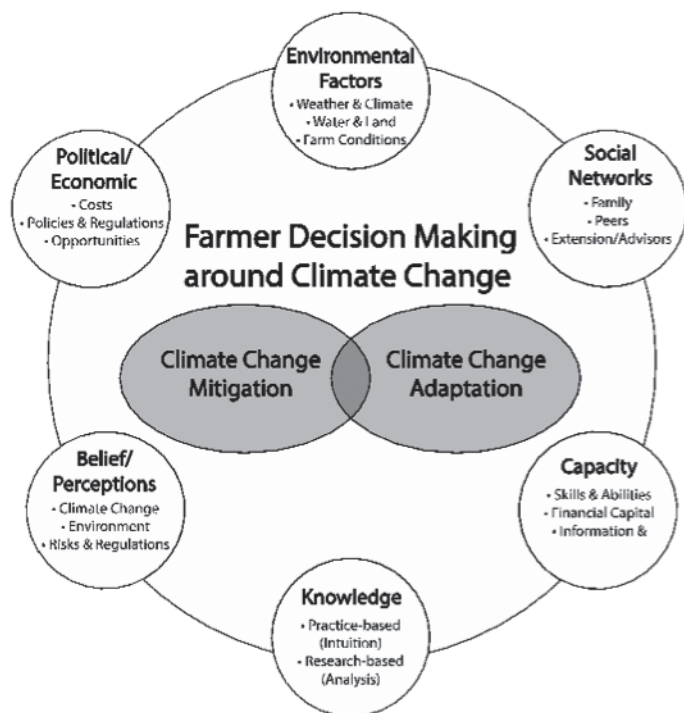 Environmental
Factors
• Weather & Climate
• Water & Land
• Farm Conditions
Political/
Economic
• Costs
• Policies & Regulations
• Opportunities
Social
Networks
• Family
• Peers
• Extension/Advisors
Farmer Decision Making
around Climate Change
Climate Change
Mitigation
Climate Change
Adaptation
Belief/
Perceptions
• Climate Change
• Environment
• Risks & Regulations
Capacity
• Skills & Abilities
• Financial Capital
• Information &
Knowledge
• Practice-based
(Intuition)
• Research-based
(Analysis)